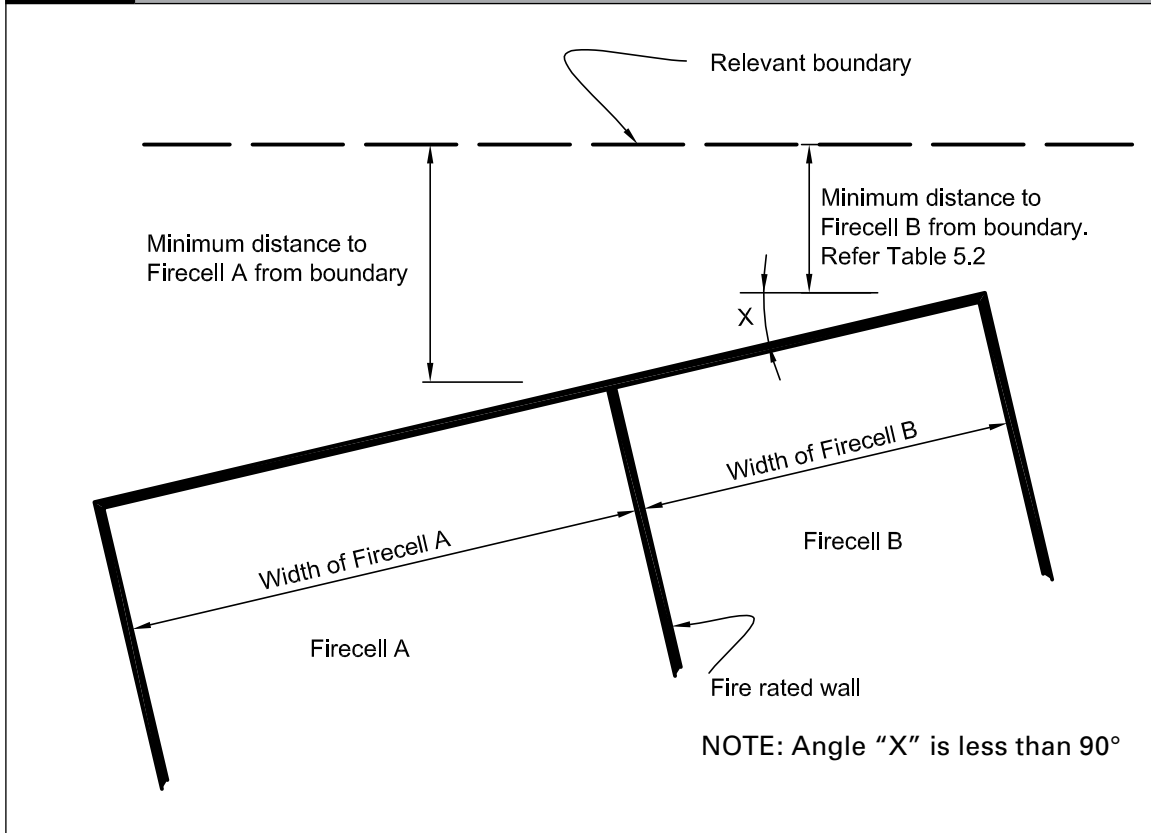 Relevant boundary
Minimum distance to
Firecell A from boundary
Minimum distance to
Firecell B from boundary.
Refer Table 5.2
X
Width of Firecell B
Width of Firecell A
Firecell B
Firecell A
Fire rated wall
NOTE: Angle “X” is less than 90°